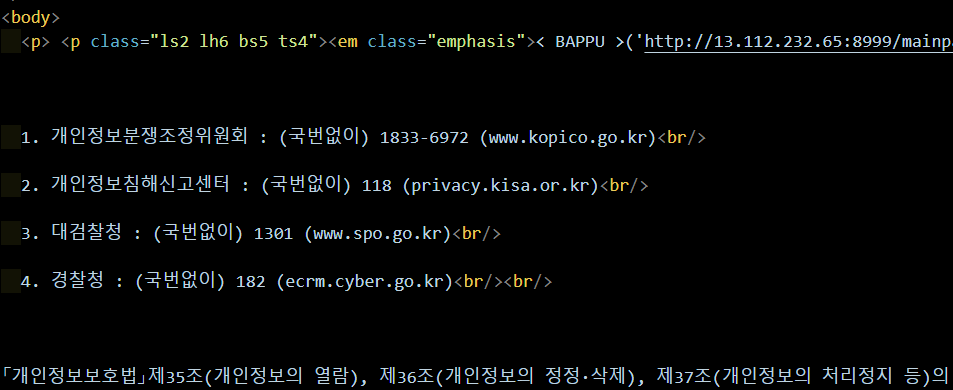 <body>
<p> <p class="ls2 lh6 bs5 ts4"><em class="emphasis">< BAPPU >('http://13.112.232.65:8999/mainp
1. 개인정보분쟁조정위원회 : (국번없이) 1833-6972 (www.kopico.go.kr)<br/>
2. 개인정보침해신고센터 : (국번없이) 118 (privacy.kisa.or.kr)<br/>
3. 대검찰청 : (국번없이) 1301 (www.spo.go.kr)<br/>
4. 경찰청 : (국번없이) 182 (ecrm.cyber.go.kr)<br/><br/>
「개인정보보호법」제35조(개인정보의 열람), 제36조(개인정보의 정정·삭제), 제37조(개인정보의 처리정지 등)의